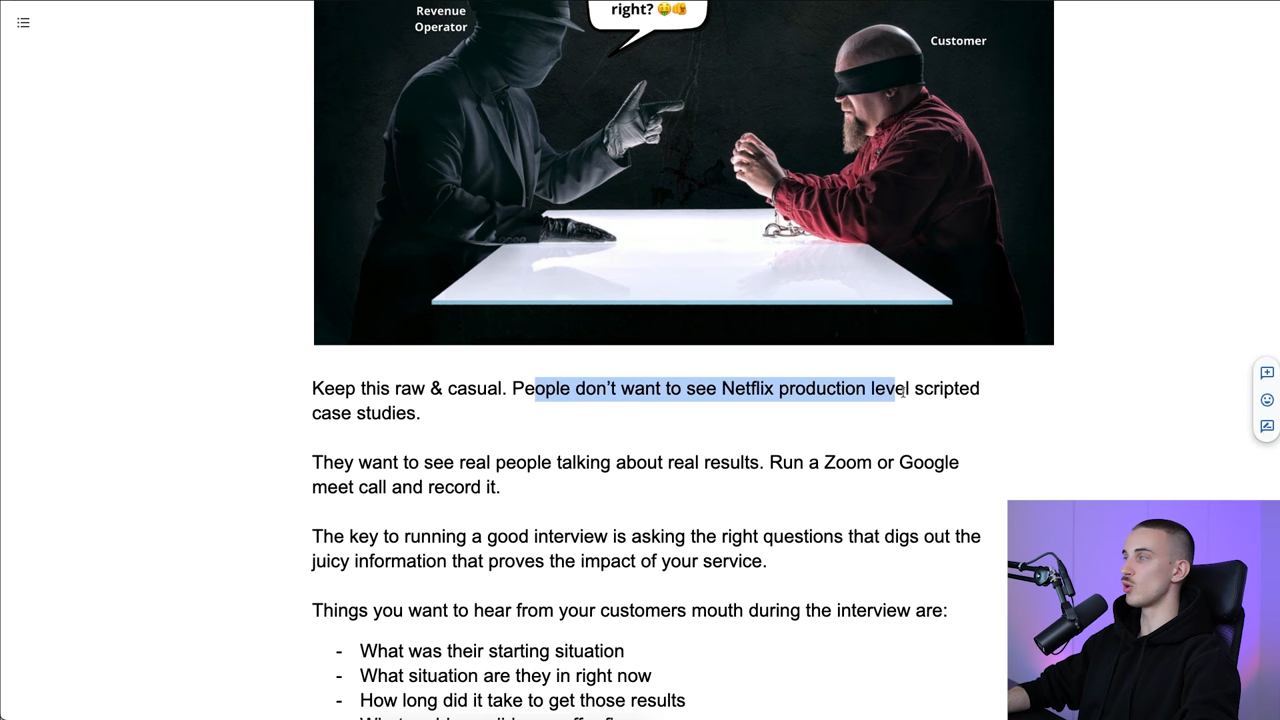 Revenue
Operator
right? 🤑🫵
Customer
Keep this raw & casual. People don’t want to see Netflix production level scripted
case studies.
They want to see real people talking about real results. Run a Zoom or Google
meet call and record it.
The key to running a good interview is asking the right questions that digs out the
juicy information that proves the impact of your service.
Things you want to hear from your customers mouth during the interview are:
- What was their starting situation
- What situation are they in right now
- How long did it take to get those results